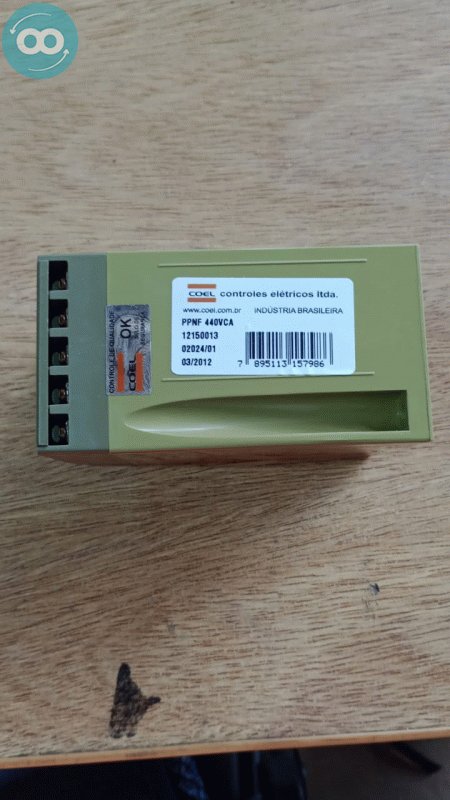 COEL controles elétricos ltda.
www.coel.com.br INDÚSTRIA BRASILEIRA
PPNF 440VCA
12150013
02024/01
03/2012
7 895113 157986
CONTROLE DE QUALIDADE
COEL OK